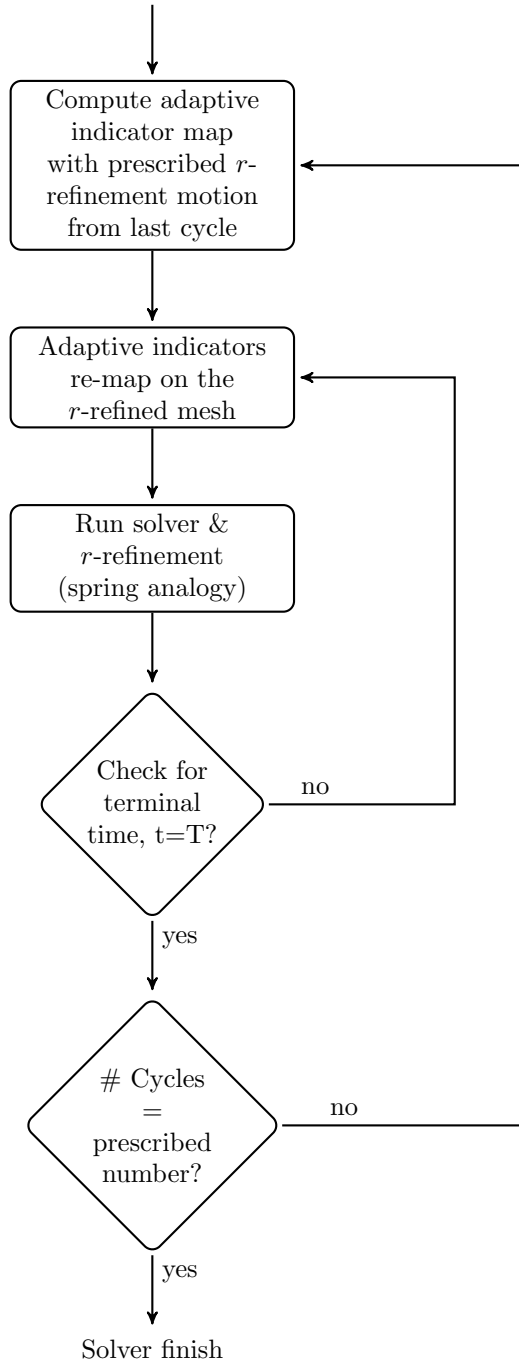 Compute adaptive
indicator map
with prescribed r-
refinement motion
from last cycle
Adaptive indicators
re-map on the
r-refined mesh
Run solver &
r-refinement
(spring analogy)
Check for
terminal
time, t=T?
no
yes
# Cycles
=
prescribed
number?
no
yes
Solver finish